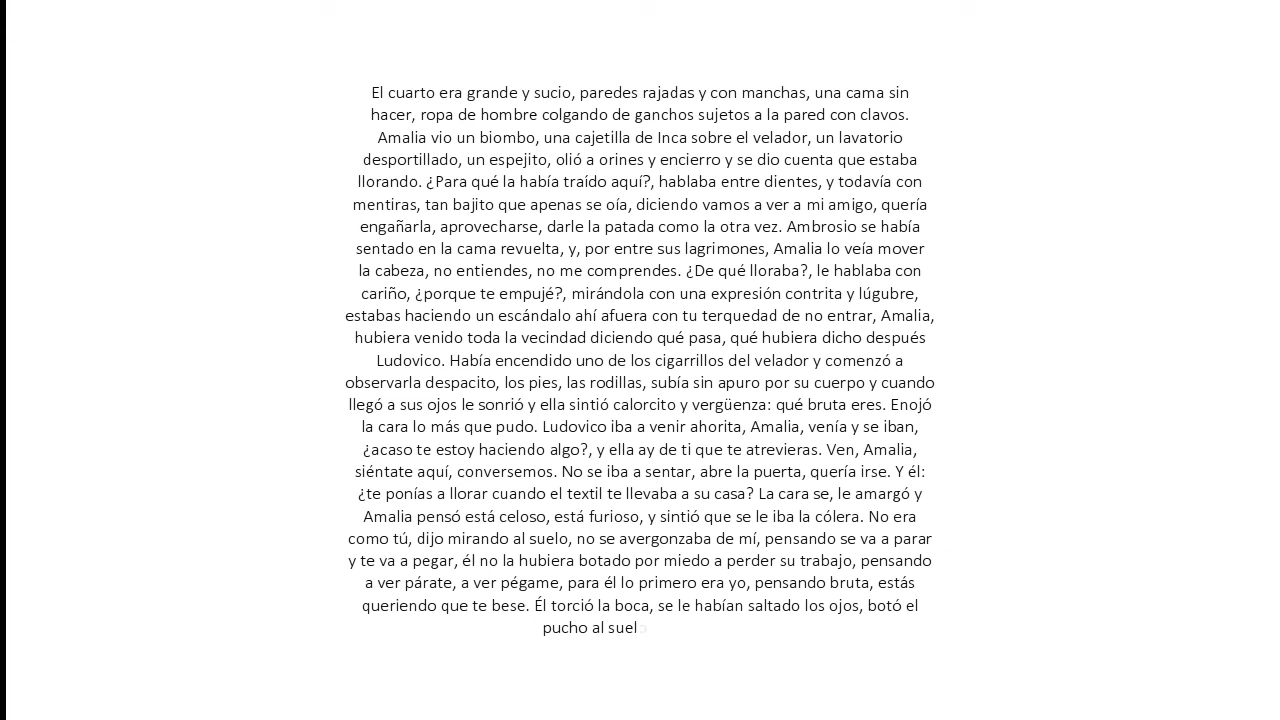 El cuarto era grande y sucio, paredes rajadas y con manchas, una cama sin
hacer, ropa de hombre colgando de ganchos sujetos a la pared con clavos.
Amalia vio un biombo, una cajetilla de Inca sobre el velador, un lavatorio
desportillado, un espejito, olió a orines y encierro y se dio cuenta que estaba
llorando. ¿Para qué la había traído aquí?, hablaba entre dientes, y todavía con
mentiras, tan bajito que apenas se oía, diciendo vamos a ver a mi amigo, quería
engañarla, aprovecharse, darle la patada como la otra vez. Ambrosio se había
sentado en la cama revuelta, y, por entre sus lagrimones, Amalia lo veía mover
la cabeza, no entiendes, no me comprendes. ¿De qué lloraba?, le hablaba con
cariño, ¿porque te empujé?, mirándola con una expresión contrita y lúgubre,
estabas haciendo un escándalo ahí afuera con tu terquedad de no entrar, Amalia,
hubiera venido toda la vecindad diciendo qué pasa, qué hubiera dicho después
Ludovico. Había encendido uno de los cigarrillos del velador y comenzó a
observarla despacito, los pies, las rodillas, subía sin apuro por su cuerpo y cuando
llegó a sus ojos le sonrió y ella sintió calorcito y vergüenza: qué bruta eres. Enojó
la cara lo más que pudo. Ludovico iba a venir ahorita, Amalia, venía y se iban,
¿acaso te estoy haciendo algo?, y ella ay de ti que te atrevieras. Ven, Amalia,
siéntate aquí, conversemos. No se iba a sentar, abre la puerta, quería irse. Y él:
¿te ponías a llorar cuando el textil te llevaba a su casa? La cara se, le amargó y
Amalia pensó está celoso, está furioso, y sintió que se le iba la cólera. No era
como tú, dijo mirando al suelo, no se avergonzaba de mí, pensando se va a parar
y te va a pegar, él no la hubiera botado por miedo a perder su trabajo, pensando
a ver párate, a ver pégame, para él lo primero era yo, pensando bruta, estás
queriendo que te bese. Él torció la boca, se le habían saltado los ojos, botó el
pucho al suelo